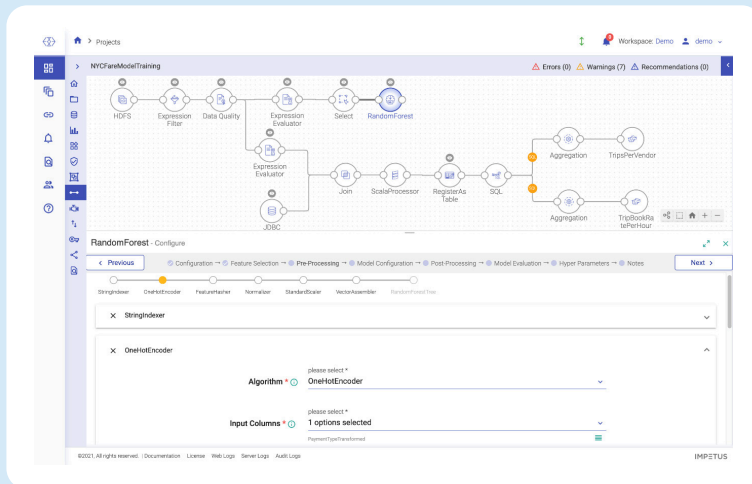 Projects
9
Workspace: Demo
demo
NYCFareModelTraining
Errors (0)
Warnings (7)
Recommendations (0)
HDFS
Expression
Filter
Data Quality
Expression
Evaluator
Select
RandomForest
Expression
Evaluator
JDBC
Join
ScalaProcessor
RegisterAs
Table
SQL
Aggregation
TripsPerVendor
Aggregation
TripBookRa
tePerHour
RandomForest - Configure
Previous
Configuration → Feature Selection → Pre-Processing → Model Configuration → Post-Processing → Model Evaluation → Hyper Parameters → Notes
Next
StringIndexer OneHotEncoder FeatureHasher Normalizer StandardScaler VectorAssembler RandomForestTree
StringIndexer
OneHotEncoder
please select *
Algorithm * OneHotEncoder
please select *
Input Columns * 1 options selected
PaymentTypeTransformed
©2021, All rights reserved. | Documentation License Web Logs Server Logs Audit Logs
IMPETUS